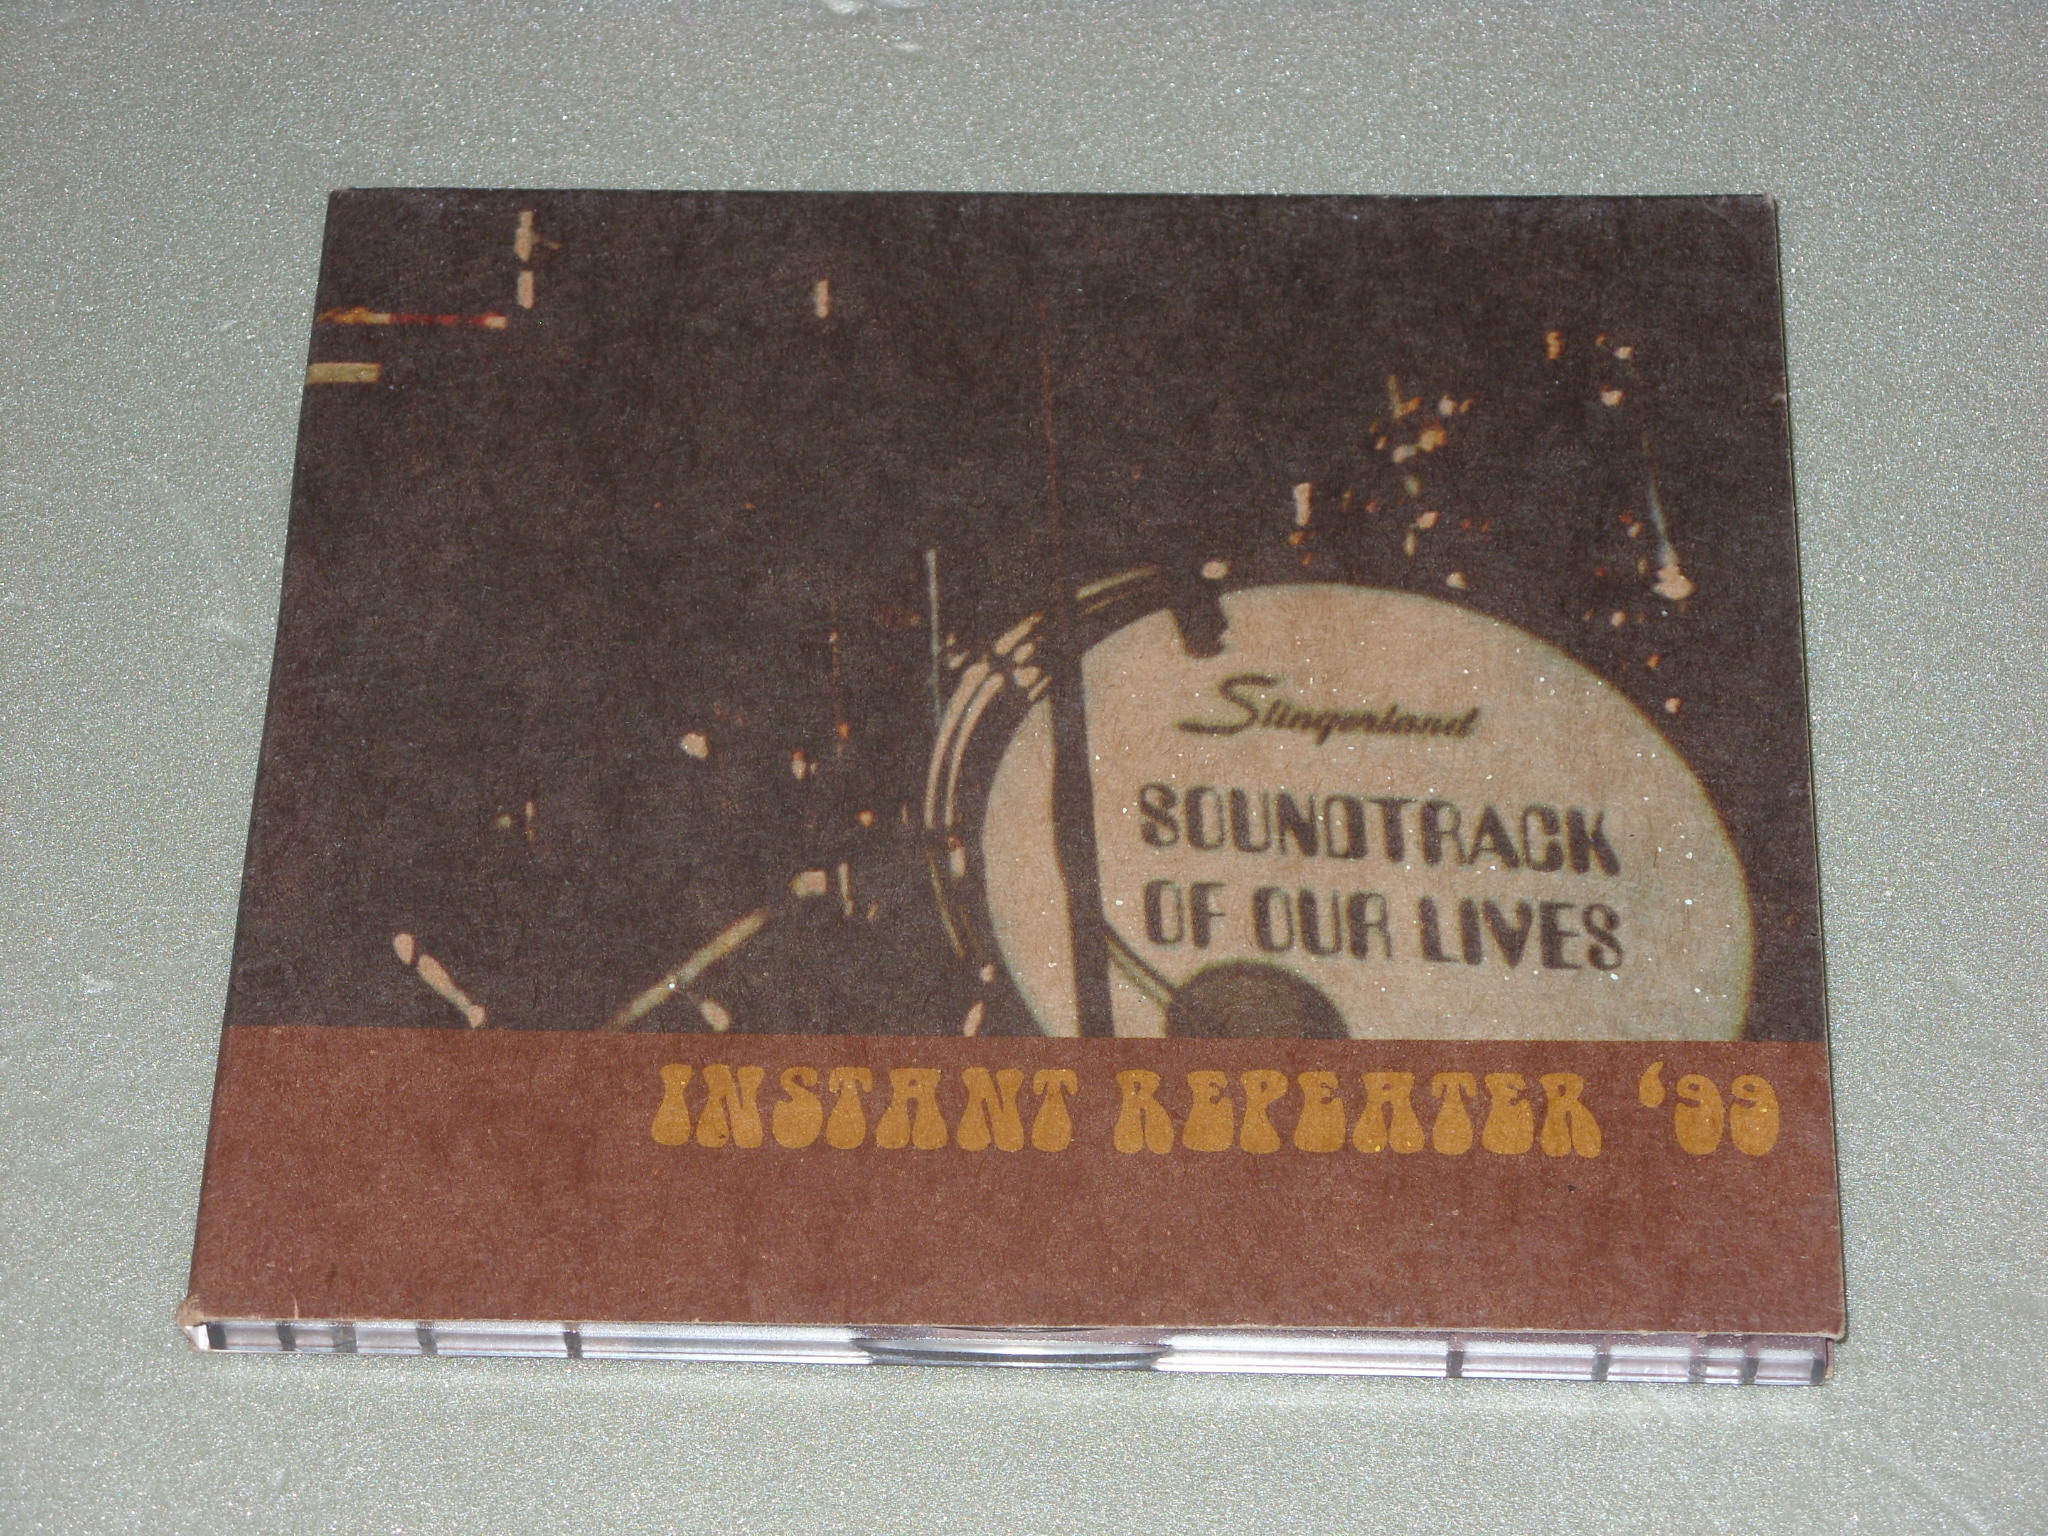 Slingerland
SOUNDTRACK
OF OUR LIVES
INSTANT REPEATER '99